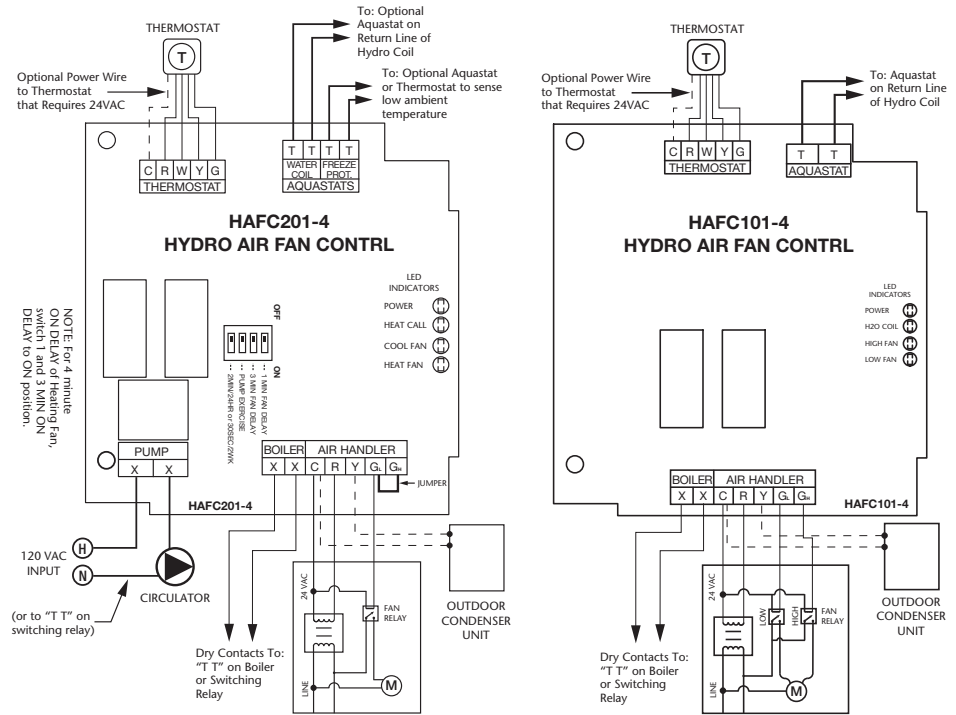 THERMOSTAT
T
Optional Power Wire
to Thermostat
that Requires 24VAC
To: Optional
Aquastat on
Return Line of
Hydro Coil
To: Optional Aquastat
or Thermostat to sense
low ambient
temperature
C R W Y G
THERMOSTAT
T T T T
WATER COIL
FREEZE PROT.
AQUASTATS
HAFC201-4
HYDRO AIR FAN CONTRL
LED
INDICATORS
POWER
HEAT CALL
COOL FAN
HEAT FAN
NOTE: For 4 minute
ON DELAY of Heating Fan,
switch 1 and 3 MIN ON
DELAY to ON position.
OFF
ON
1 MIN FAN DELAY
3 MIN FAN DELAY
PUMP EXERCISE
2MIN/24HR or 30SEC/2WK
PUMP
X X
BOILER AIR HANDLER
X X C R Y GL GH
JUMPER
HAFC201-4
120 VAC
INPUT
H
N
CIRCULATOR
(or to “T T” on
switching relay)
24 VAC
FAN
RELAY
LINE
M
OUTDOOR
CONDENSER
UNIT
Dry Contacts To:
“T T” on Boiler
or Switching
Relay
THERMOSTAT
T
Optional Power Wire
to Thermostat
that Requires 24VAC
To: Aquastat
on Return Line
of Hydro Coil
C R W Y G
THERMOSTAT
T T
AQUASTAT
HAFC101-4
HYDRO AIR FAN CONTRL
LED
INDICATORS
POWER
H2O COIL
HIGH FAN
LOW FAN
BOILER AIR HANDLER
X X C R Y GL GH
HAFC101-4
24 VAC
LOW
HIGH
FAN
RELAY
LINE
M
OUTDOOR
CONDENSER
UNIT
Dry Contacts To:
“T T” on Boiler
or Switching
Relay